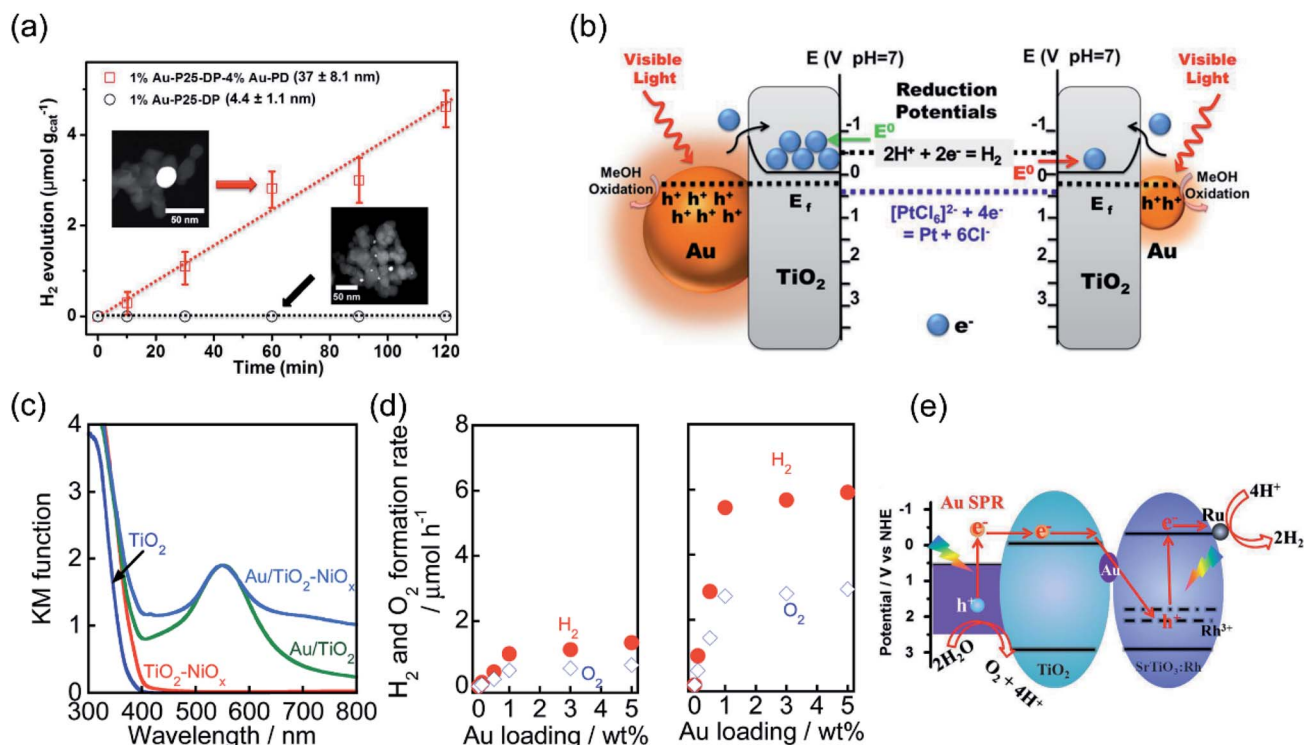 (a)
1% Au-P25-DP-4% Au-PD (37 ± 8.1 nm)
1% Au-P25-DP (4.4 ± 1.1 nm)
H₂ evolution (μmol g_cat⁻¹)
4
2
0
50 nm
50 nm
0 20 40 60 80 100 120
Time (min)
(b)
E (V pH=7)
E (V pH=7)
Visible
Light
Reduction
Potentials
Visible
Light
e⁻
E⁰
2H⁺ + 2e⁻ = H₂
E⁰
e⁻
-1
0
1
2
3
-1
0
1
2
3
MeOH
Oxidation
h⁺ h⁺ h⁺
h⁺ h⁺ h⁺ h⁺
Au
E_f
TiO₂
[PtCl₆]²⁻ + 4e⁻
= Pt + 6Cl⁻
e⁻
E_f
TiO₂
h⁺h⁺
Au
MeOH
Oxidation
(c)
KM function
4
3
2
1
0
TiO₂
Au/TiO₂-NiOₓ
Au/TiO₂
TiO₂-NiOₓ
300 400 500 600 700 800
Wavelength / nm
(d)
H₂ and O₂ formation rate
/ μmol h⁻¹
8
6
4
2
0
H₂
O₂
0 1 2 3 4 5
Au loading / wt%
H₂
O₂
0 1 2 3 4 5
Au loading / wt%
(e)
Potential / V vs NHE
-1
0
1
2
3
Au SPR
e⁻
e⁻
e⁻
Ru
4H⁺
2H₂
Au
h⁺
h⁺
Rh³⁺
2H₂O
O₂ + 4H⁺
TiO₂
SrTiO₃:Rh